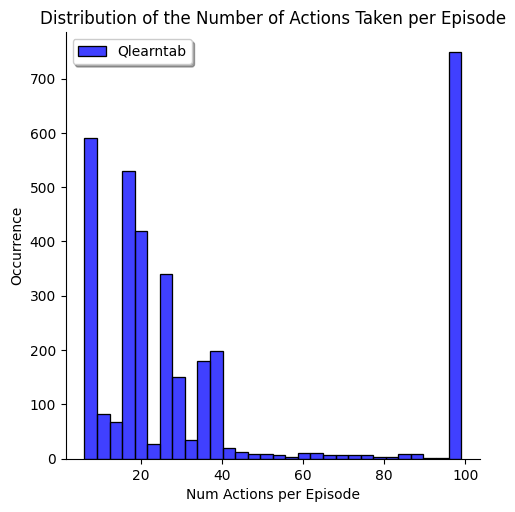 Distribution of the Number of Actions Taken per Episode
Qlearntab
700
600
500
400
300
200
100
0
Occurrence
20 40 60 80 100
Num Actions per Episode